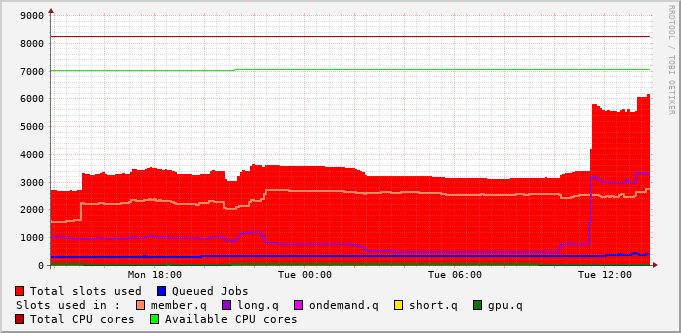 9000
8000
7000
6000
5000
4000
3000
2000
1000
0
Mon 18:00 Tue 00:00 Tue 06:00 Tue 12:00
RRDTOOL / TOBI OETIKER
Total slots used Queued Jobs
Slots used in : member.q long.q ondemand.q short.q gpu.q
Total CPU cores Available CPU cores